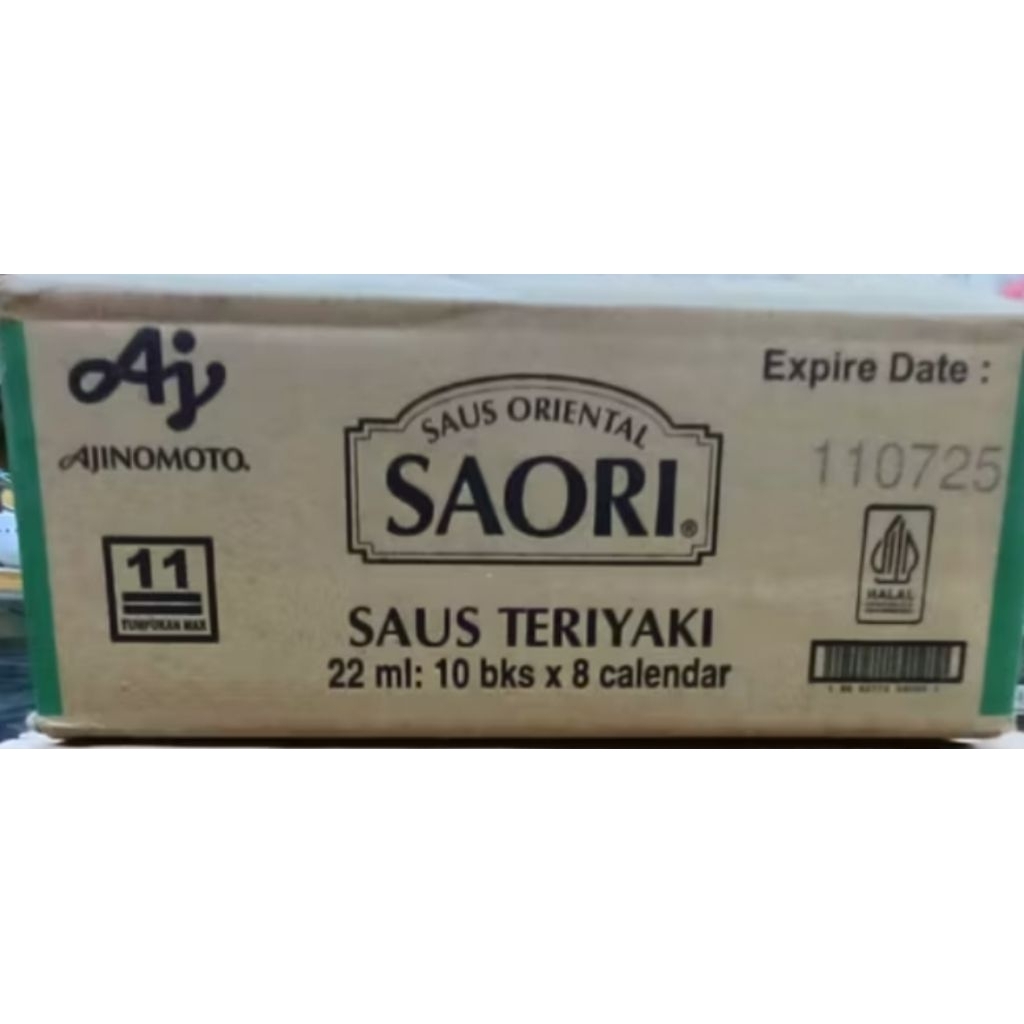 Aj
AJINOMOTO®
11
TUMPUKAN MAX
SAUS ORIENTAL
SAORI®
SAUS TERIYAKI
22 ml: 10 bks x 8 calendar
Expire Date :
110725
HALAL